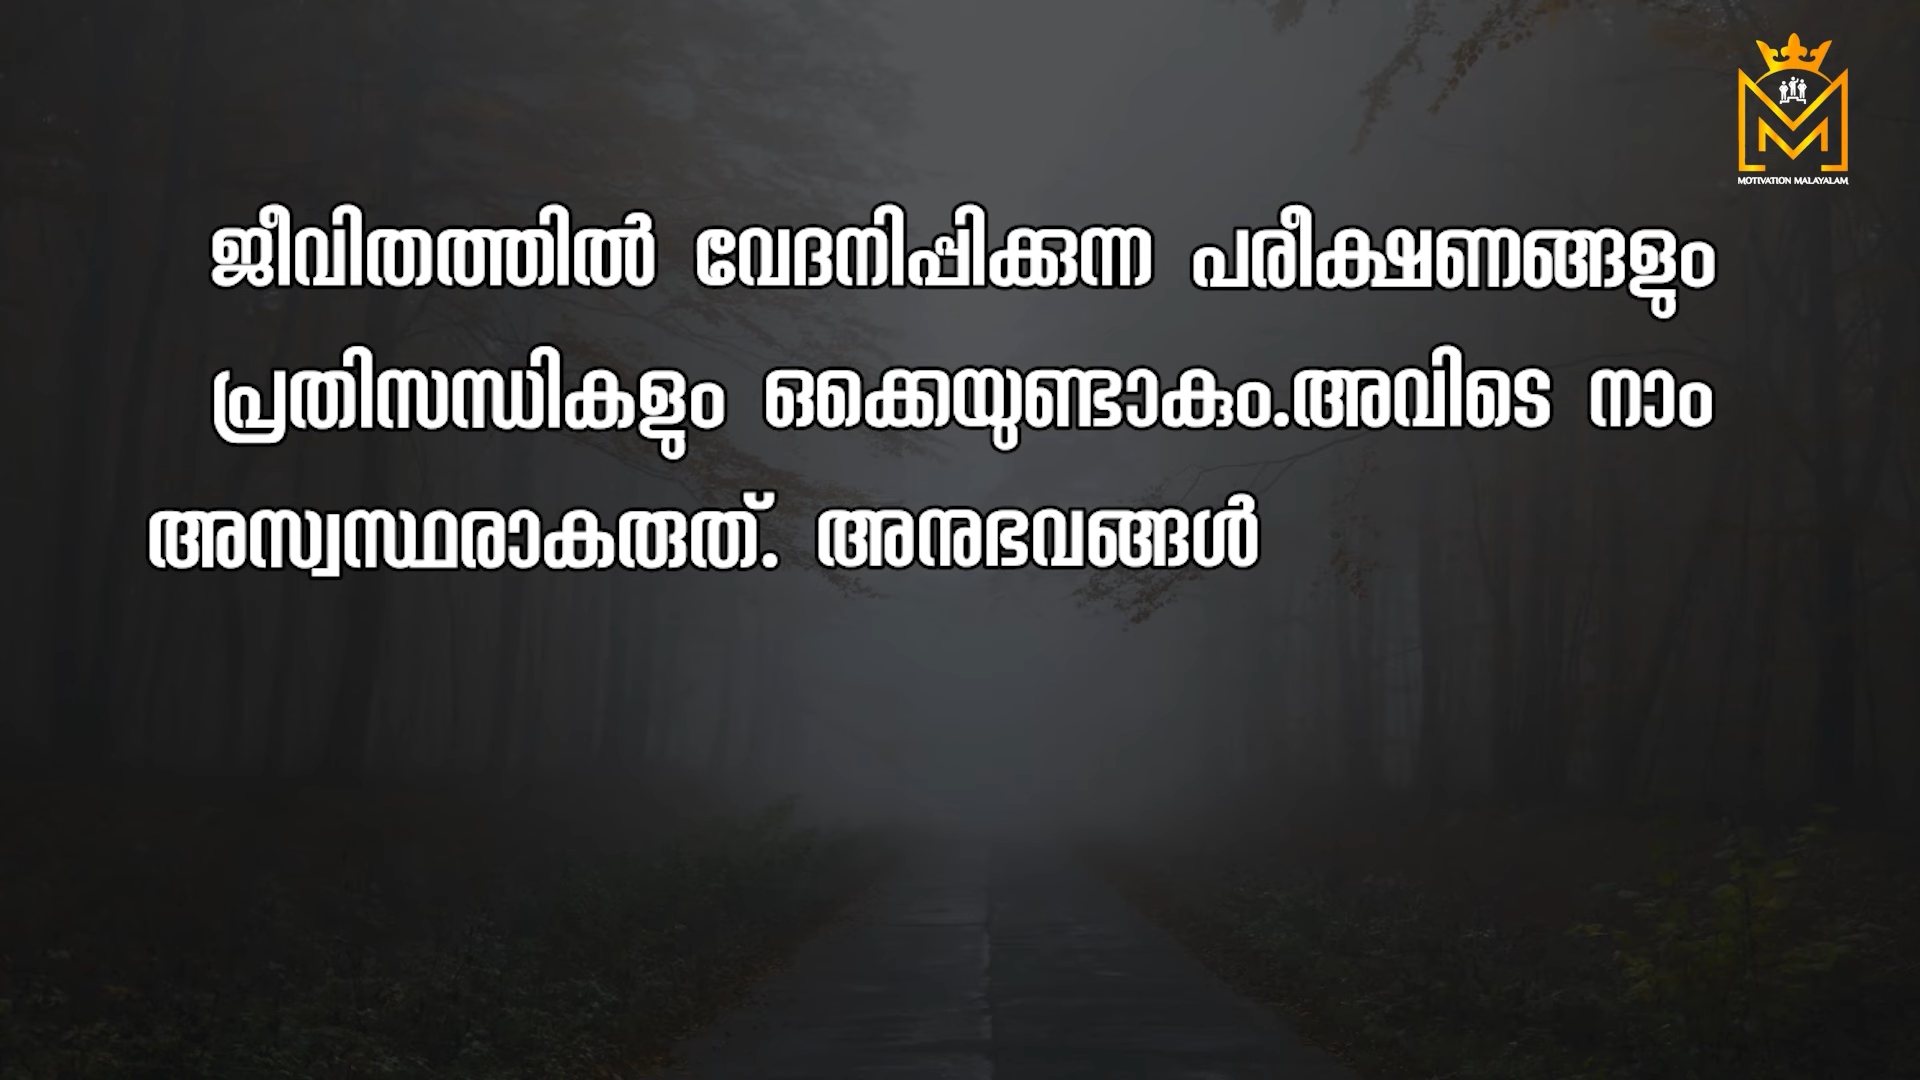 MOTIVATION MALAYALAM
ജീവിതത്തിൽ വേദനിപ്പിക്കുന്ന പരീക്ഷണങ്ങളും
പ്രതിസന്ധികളും ഒക്കെയുണ്ടാകും.അവിടെ നാം
അസ്വസ്ഥരാകരുത്. അനുഭവങ്ങൾ